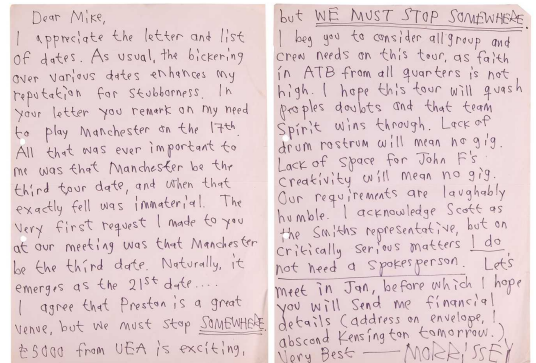 Dear Mike,
I appreciate the letter and list
of dates. As usual, the bickering
over various dates enhances my
reputation for stubborness. In
your letter you remark on my need
to play Manchester on the 17th.
All that was ever important to
me was that Manchester be the
third tour date, and when that
exactly fell was immaterial. The
very first request I made to you
at our meeting was that Manchester
be the third date. Naturally, it
emerges as the 21st date....
I agree that Preston is a great
venue, but we must stop SOMEWHERE.
£5000 from UEA is exciting,
but WE MUST STOP SOMEWHERE.
I beg you to consider all group and
crew needs on this tour, as faith
in ATB from all quarters is not
high. I hope this tour will quash
peoples doubts and that team
Spirit wins through. Lack of
drum rostrum will mean no gig.
Lack of space for John F's
Creativity will mean no gig.
Our requirements are laughably
humble. I acknowledge Scott as
the Smiths representative, but on
critically serious matters I do
not need a spokesperson. Let's
meet in Jan, before which I hope
you will send me financial
details (address on envelope, I
abscond Kensington tomorrow.)
Very Best — MORRISSEY